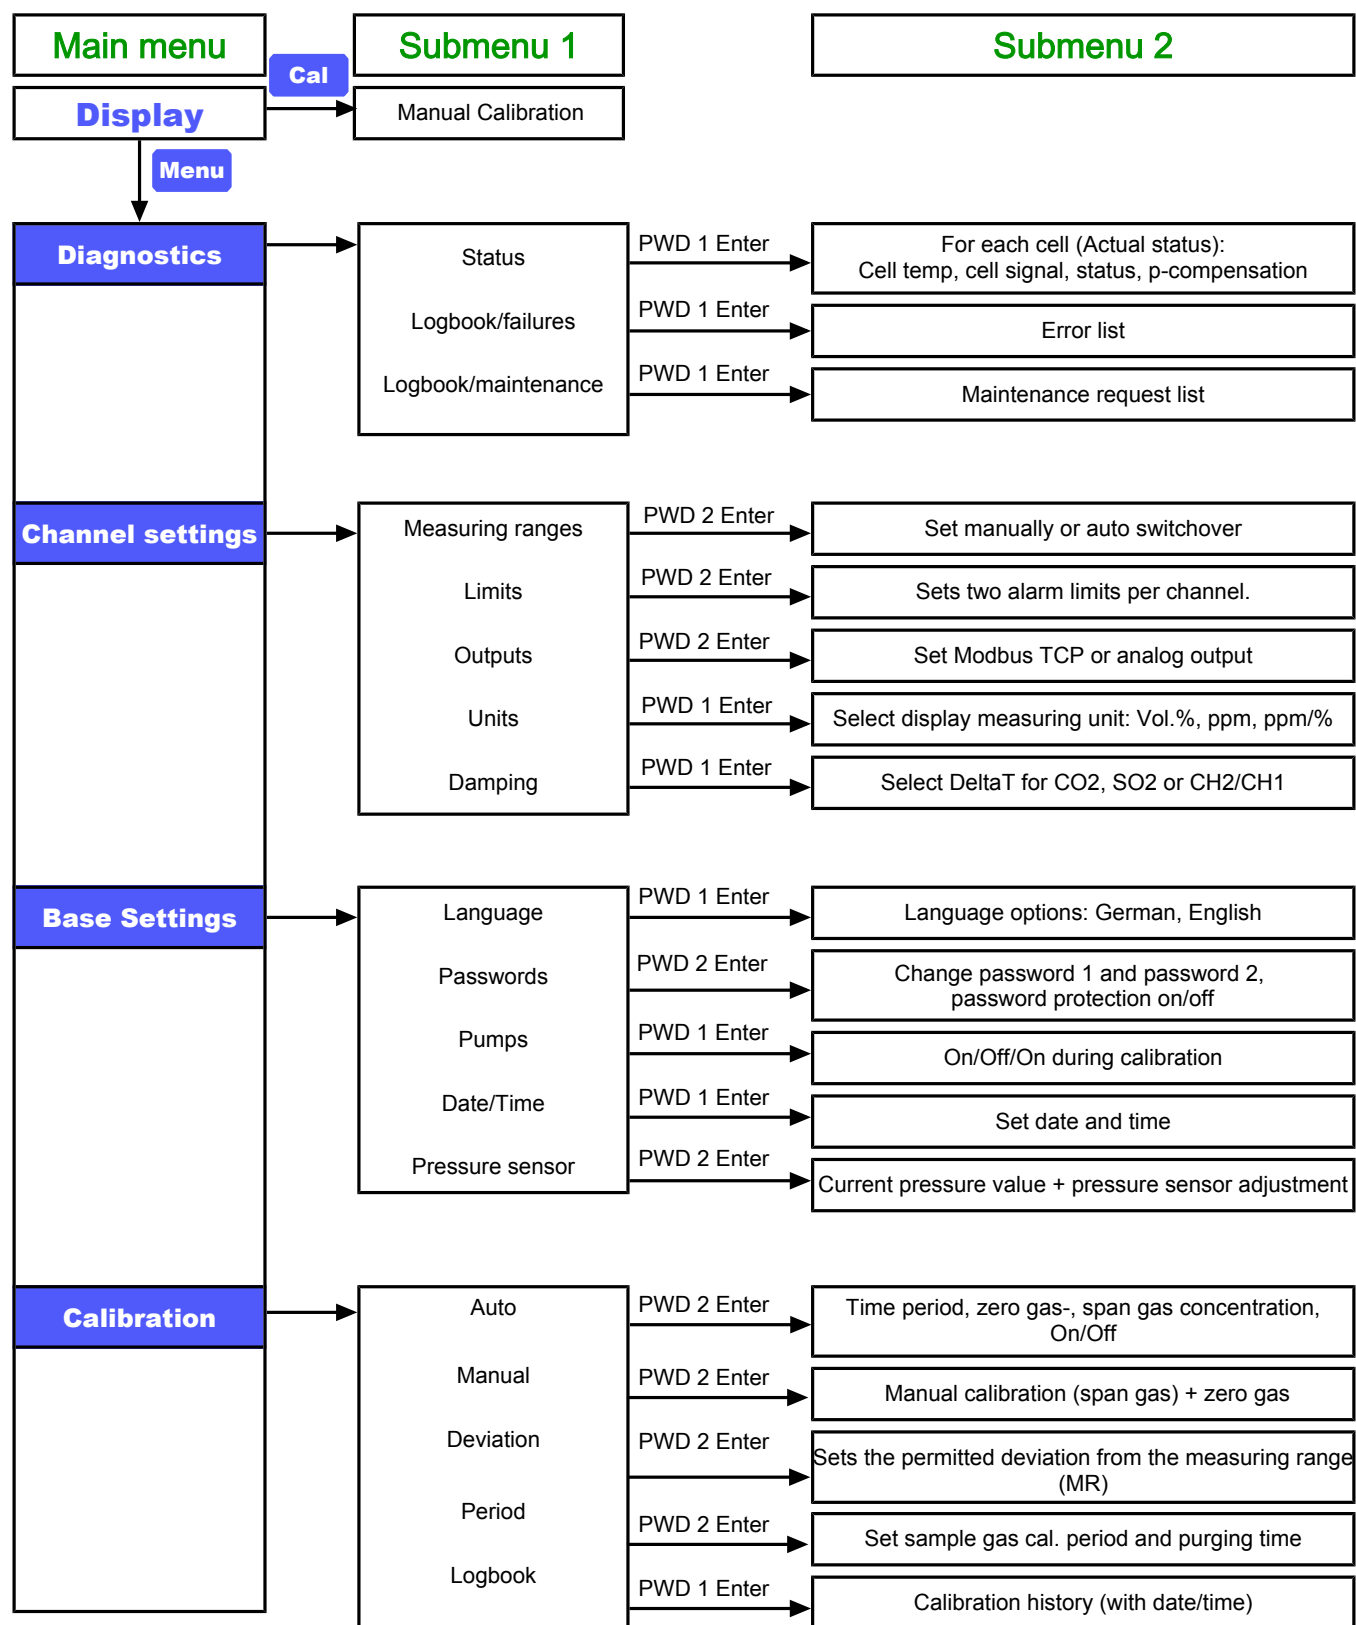 Main menu
Submenu 1
Submenu 2
Cal
Display
Manual Calibration
Menu
Diagnostics
Status
PWD 1 Enter
For each cell (Actual status):
Cell temp, cell signal, status, p-compensation
Logbook/failures
PWD 1 Enter
Error list
Logbook/maintenance
PWD 1 Enter
Maintenance request list
Channel settings
Measuring ranges
PWD 2 Enter
Set manually or auto switchover
Limits
PWD 2 Enter
Sets two alarm limits per channel.
Outputs
PWD 2 Enter
Set Modbus TCP or analog output
Units
PWD 1 Enter
Select display measuring unit: Vol.%, ppm, ppm/%
Damping
PWD 1 Enter
Select DeltaT for CO2, SO2 or CH2/CH1
Base Settings
Language
PWD 1 Enter
Language options: German, English
Passwords
PWD 2 Enter
Change password 1 and password 2,
password protection on/off
Pumps
PWD 1 Enter
On/Off/On during calibration
Date/Time
PWD 1 Enter
Set date and time
Pressure sensor
PWD 2 Enter
Current pressure value + pressure sensor adjustment
Calibration
Auto
PWD 2 Enter
Time period, zero gas-, span gas concentration,
On/Off
Manual
PWD 2 Enter
Manual calibration (span gas) + zero gas
Deviation
PWD 2 Enter
Sets the permitted deviation from the measuring range
(MR)
Period
PWD 2 Enter
Set sample gas cal. period and purging time
Logbook
PWD 1 Enter
Calibration history (with date/time)